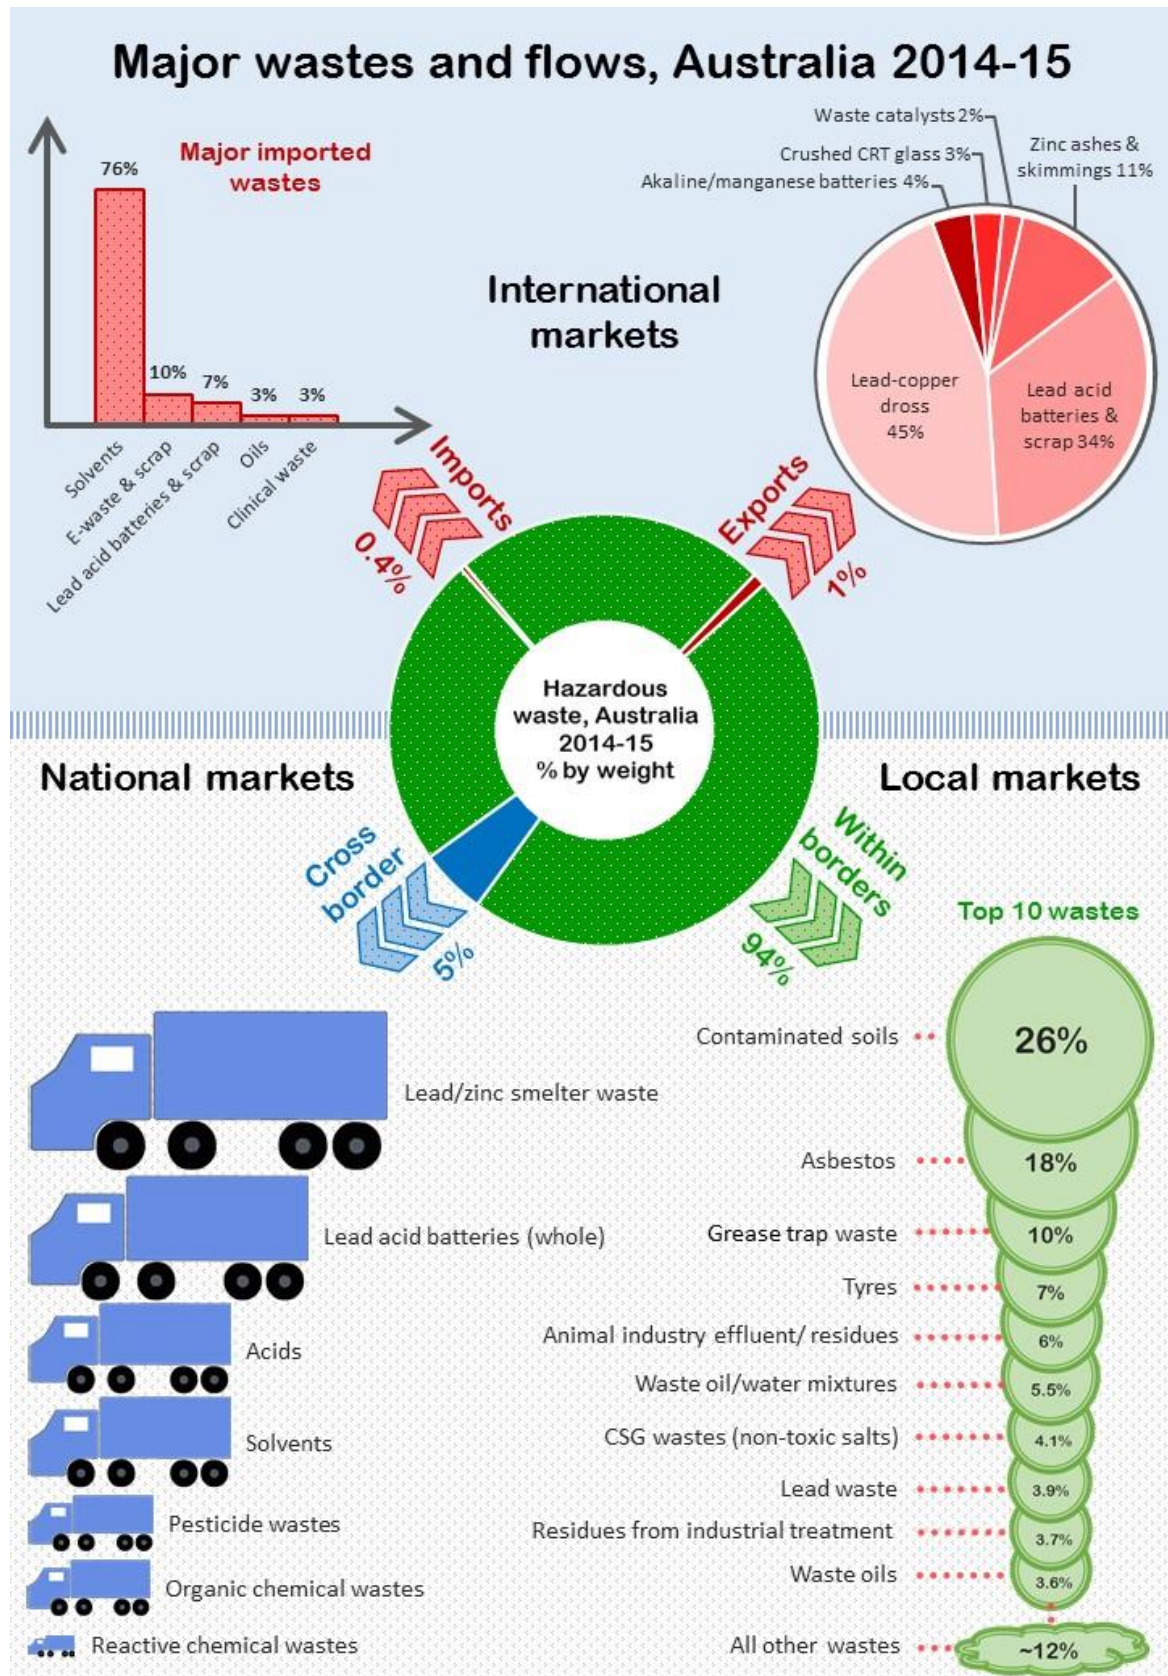 Major wastes and flows, Australia 2014-15
Major imported
wastes
76%
10%
7%
3%
3%
Solvents
E-waste & scrap
Lead acid batteries & scrap
Oils
Clinical waste
International
markets
Waste catalysts 2%
Crushed CRT glass 3%
Akaline/manganese batteries 4%
Zinc ashes &
skimmings 11%
Lead-copper
dross
45%
Lead acid
batteries &
scrap 34%
Imports
0.4%
Exports
1%
Hazardous
waste, Australia
2014-15
% by weight
National markets
Local markets
Cross
border
5%
Within
borders
94%
Lead/zinc smelter waste
Lead acid batteries (whole)
Acids
Solvents
Pesticide wastes
Organic chemical wastes
Reactive chemical wastes
Top 10 wastes
Contaminated soils 26%
Asbestos 18%
Grease trap waste 10%
Tyres 7%
Animal industry effluent/ residues 6%
Waste oil/water mixtures 5.5%
CSG wastes (non-toxic salts) 4.1%
Lead waste 3.9%
Residues from industrial treatment 3.7%
Waste oils 3.6%
All other wastes ~12%